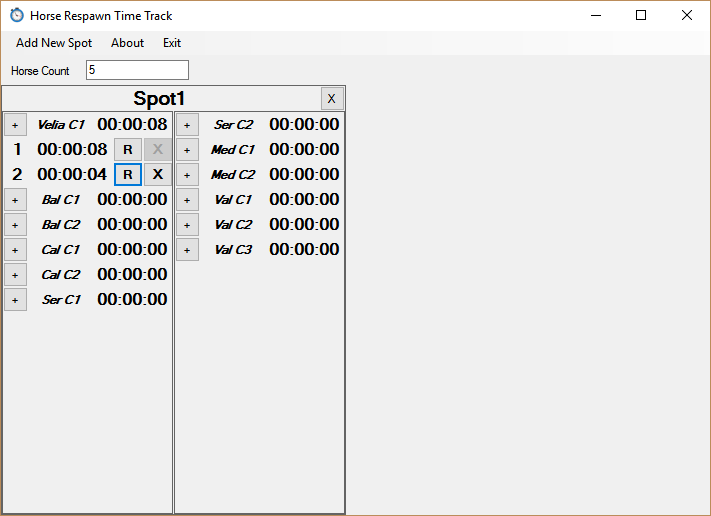 Horse Respawn Time Track
Add New Spot About Exit
Horse Count 5
Spot1 X
+ Velia C1 00:00:08
1 00:00:08 R X
2 00:00:04 R X
+ Bal C1 00:00:00
+ Bal C2 00:00:00
+ Cal C1 00:00:00
+ Cal C2 00:00:00
+ Ser C1 00:00:00
+ Ser C2 00:00:00
+ Med C1 00:00:00
+ Med C2 00:00:00
+ Val C1 00:00:00
+ Val C2 00:00:00
+ Val C3 00:00:00